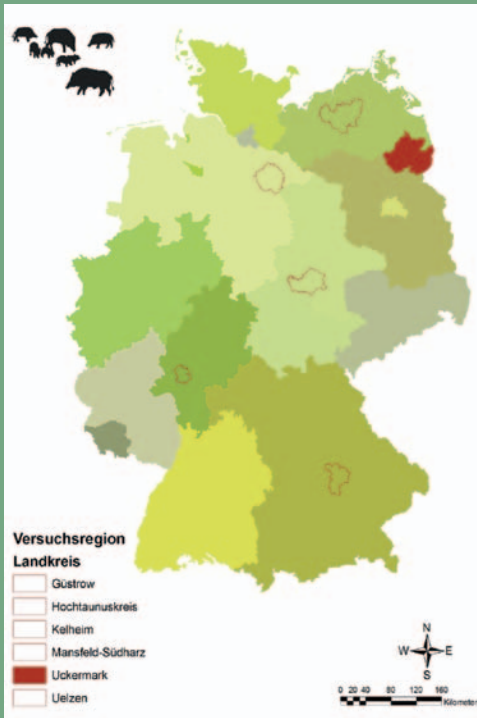 Versuchsregion
Landkreis
Güstrow
Hochtaunuskreis
Kelheim
Mansfeld-Südharz
Uckermark
Uelzen
N
W E
S
0 20 40 80 120 160
Kilometer